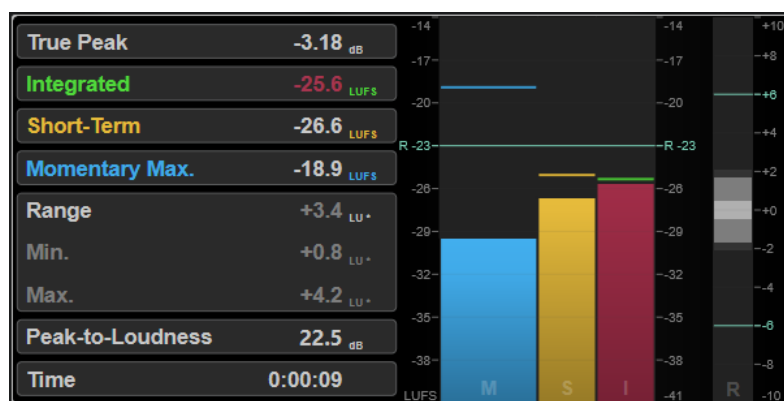 True Peak -3.18 dB
Integrated -25.6 LUFS
Short-Term -26.6 LUFS
Momentary Max. -18.9 LUFS
Range +3.4 LU
Min. +0.8 LU
Max. +4.2 LU
Peak-to-Loudness 22.5 dB
Time 0:00:09
-14 -14 +10
+8
-17 -17
+6
-20 -20
+4
R -23 R -23
+2
-26 -26
+0
-29 -29
-2
-32 -32
-4
-35 -35
-6
-38 -38
-8
LUFS M S I -41 R -10